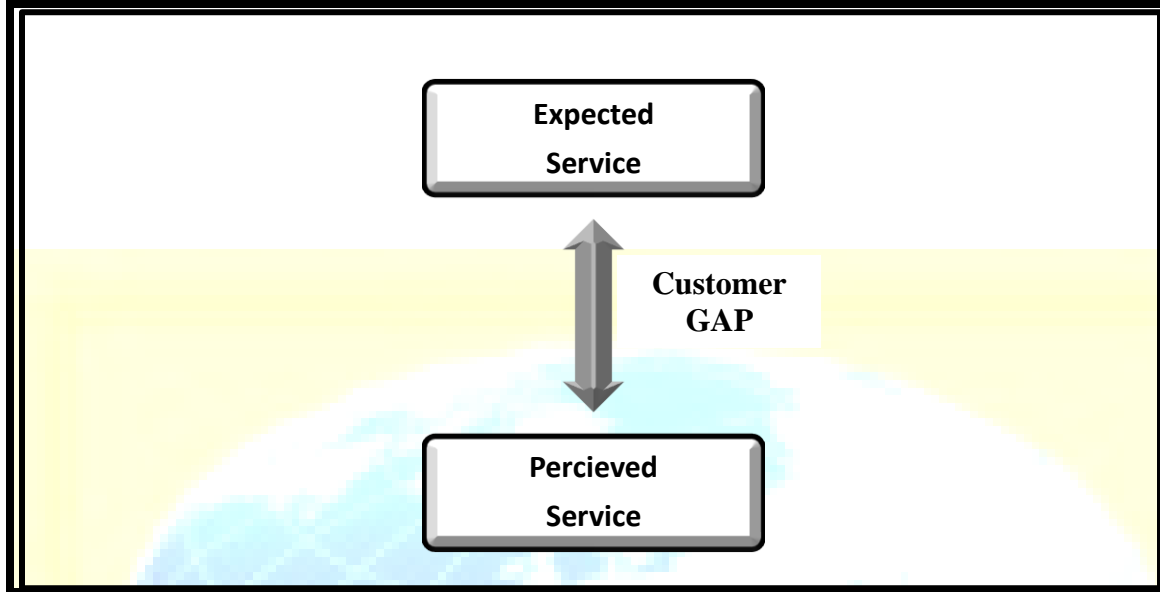 Expected
Service
Customer
GAP
Percieved
Service